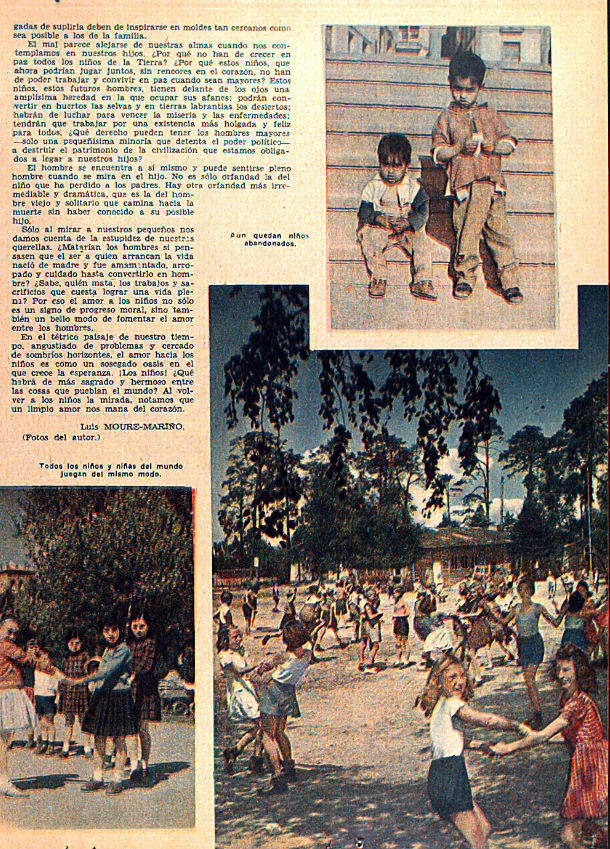 gadas de suplirla deben de inspirarse en moldes tan cercanos como
sea posible a los de la familia.
El mal parece alejarse de nuestras almas cuando nos con-
templamos en nuestros hijos. ¿Por qué no han de crecer en
paz todos los niños de la Tierra? ¿Por qué estos niños, que
ahora podrían jugar juntos, sin rencores en el corazón, no han
de poder trabajar y convivir en paz cuando sean mayores? Estos
niños, estos futuros hombres, tienen delante de los ojos una
amplísima heredad en la que ocupar sus afanes: podrán con-
vertir en huertos las selvas y en tierras labrantías los desiertos;
habrán de luchar para vencer la miseria y las enfermedades;
tendrán que trabajar por una existencia más holgada y feliz
para todos. ¿Qué derecho pueden tener los hombres mayores
—sólo una pequeñísima minoría que detenta el poder político—
a destruir el patrimonio de la civilización que estamos obliga-
dos a legar a nuestros hijos?
El hombre se encuentra a sí mismo y puede sentirse pleno
hombre cuando se mira en el hijo. No es sólo orfandad la del
niño que ha perdido a los padres. Hay otra orfandad más irre-
mediable y dramática, que es la del hom-
bre viejo y solitario que camina hacia la
muerte sin haber conocido a su posible
hijo.
Sólo al mirar a nuestros pequeños nos
damos cuenta de la estupidez de nuestras
querellas. ¿Matarían los hombres si pen-
sasen que el ser a quien arrancan la vida
nació de madre y fue amamantado, arro-
pado y cuidado hasta convertirlo en hom-
bre? ¿Sabe, quién mata, los trabajos y sa-
crificios que cuesta lograr una vida ple-
na? Por eso el amor a los niños no sólo
es un signo de progreso moral, sino tam-
bién un bello modo de fomentar el amor
entre los hombres.
En el tétrico paisaje de nuestro tiem-
po, angustiado de problemas y cercado
de sombríos horizontes, el amor hacia los
niños es como un sosegado oasis en el
que crece la esperanza. ¡Los niños! ¿Qué
habrá de más sagrado y hermoso entre
las cosas que pueblan el mundo? Al vol-
ver a los niños la mirada, notamos que
un limpio amor nos mana del corazón.
Luis MOURE-MARIÑO.
(Fotos del autor.)
Aún quedan niños
abandonados.
Todos los niños y niñas del mundo
juegan del mismo modo.